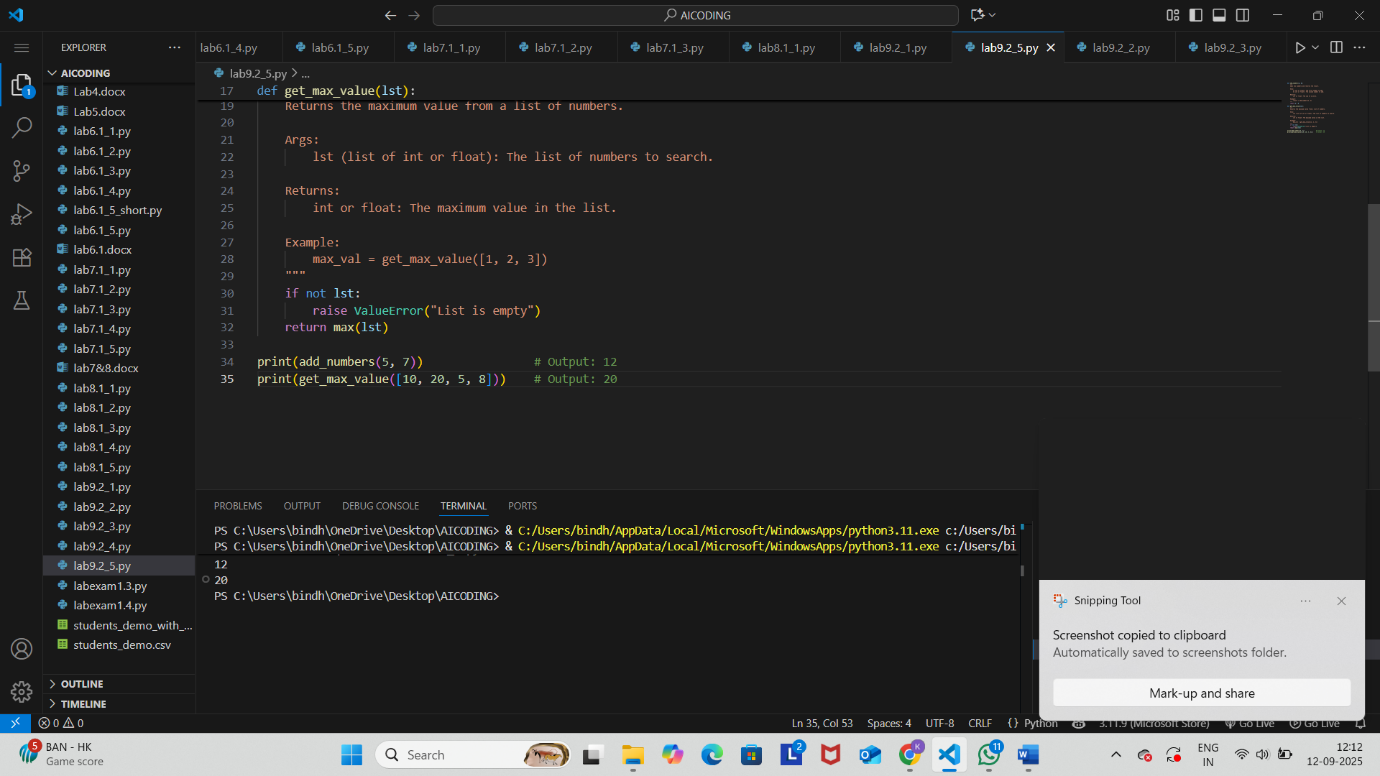 AICODING
EXPLORER
lab6.1_4.py
lab6.1_5.py
lab7.1_1.py
lab7.1_2.py
lab7.1_3.py
lab8.1_1.py
lab9.2_1.py
lab9.2_5.py
lab9.2_2.py
lab9.2_3.py
AICODING
Lab4.docx
Lab5.docx
lab6.1_1.py
lab6.1_2.py
lab6.1_3.py
lab6.1_4.py
lab6.1_5_short.py
lab6.1_5.py
lab6.1.docx
lab7.1_1.py
lab7.1_2.py
lab7.1_3.py
lab7.1_4.py
lab7.1_5.py
lab7&8.docx
lab8.1_1.py
lab8.1_2.py
lab8.1_3.py
lab8.1_4.py
lab8.1_5.py
lab9.2_1.py
lab9.2_2.py
lab9.2_3.py
lab9.2_4.py
lab9.2_5.py
labexam1.3.py
labexam1.4.py
students_demo_with_...
students_demo.csv
OUTLINE
TIMELINE
1
lab9.2_5.py > ...
17 def get_max_value(lst):
19 Returns the maximum value from a list of numbers.
20
21 Args:
22 lst (list of int or float): The list of numbers to search.
23
24 Returns:
25 int or float: The maximum value in the list.
26
27 Example:
28 max_val = get_max_value([1, 2, 3])
29 """
30 if not lst:
31 raise ValueError("List is empty")
32 return max(lst)
33
34 print(add_numbers(5, 7)) # Output: 12
35 print(get_max_value([10, 20, 5, 8])) # Output: 20
PROBLEMS OUTPUT DEBUG CONSOLE TERMINAL PORTS
PS C:\Users\bindh\OneDrive\Desktop\AICODING> & C:/Users/bindh/AppData/Local/Microsoft/WindowsApps/python3.11.exe c:/Users/bi
PS C:\Users\bindh\OneDrive\Desktop\AICODING> & C:/Users/bindh/AppData/Local/Microsoft/WindowsApps/python3.11.exe c:/Users/bi
12
20
PS C:\Users\bindh\OneDrive\Desktop\AICODING>
Snipping Tool
Screenshot copied to clipboard
Automatically saved to screenshots folder.
Mark-up and share
0 0
Ln 35, Col 53 Spaces: 4 UTF-8 CRLF {} Python 3.11.9 (Microsoft Store) Go Live Go Live
5
BAN - HK
Game score
Search
2
K
11
ENG
IN
12:12
12-09-2025